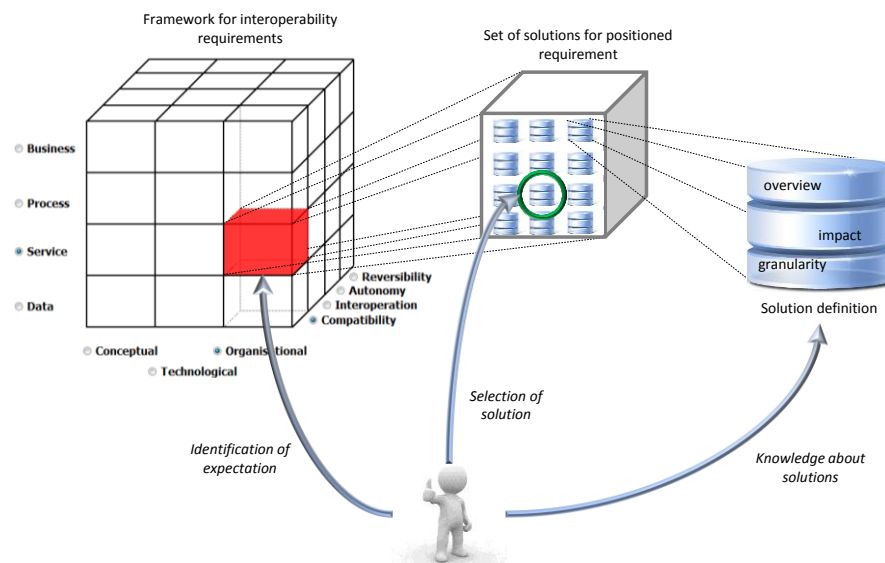 Framework for interoperability
requirements
Set of solutions for positioned
requirement
Business
Process
Service
Data
Reversibility
Autonomy
Interoperation
Compatibility
Conceptual
Organisational
Technological
overview
impact
granularity
Solution definition
Selection of
solution
Identification of
expectation
Knowledge about
solutions